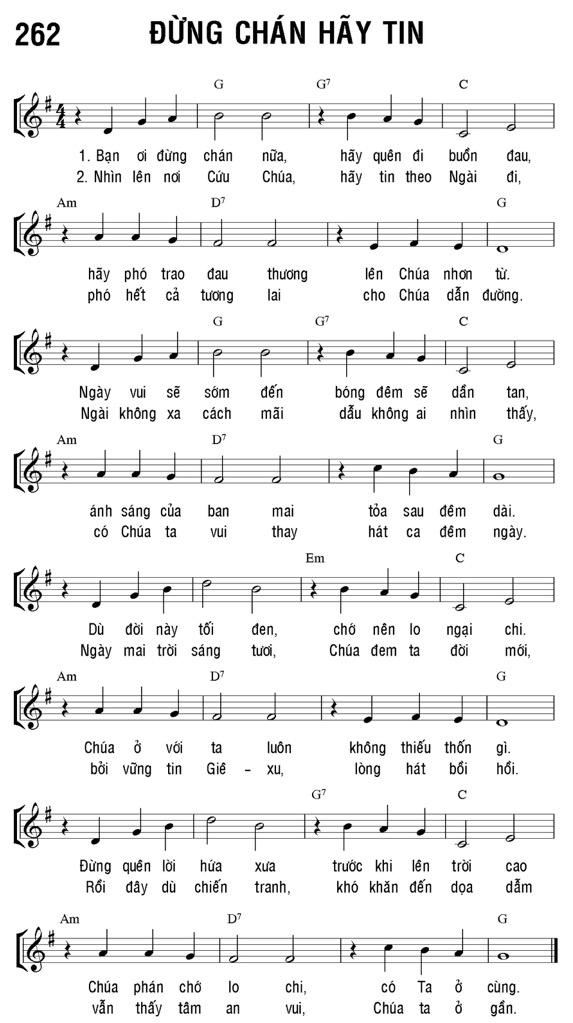 262 ĐỪNG CHÁN HÃY TIN
G G7 C
1. Bạn ơi đừng chán nữa, hãy quên đi buồn đau,
2. Nhìn lên nơi Cứu Chúa, hãy tin theo Ngài đi,
Am D7 G
hãy phó trao đau thương lên Chúa nhơn từ.
phó hết cả tương lai cho Chúa dẫn đường.
G G7 C
Ngày vui sẽ sớm đến bóng đêm sẽ dần tan,
Ngài không xa cách mãi dẫu không ai nhìn thấy,
Am D7 G
ánh sáng của ban mai tỏa sau đêm dài.
có Chúa ta vui thay hát ca đêm ngày.
Em C
Dù đời này tối đen, chớ nên lo ngại chi.
Ngày mai trời sáng tươi, Chúa đem ta đời mới,
Am D7 G
Chúa ở với ta luôn không thiếu thốn gì.
bởi vững tin Giê - xu, lòng hát bồi hồi.
G7 C
Đừng quên lời hứa xưa trước khi lên trời cao
Rồi đây dù chiến tranh, khó khăn đến dọa dẫm
Am D7 G
Chúa phán chớ lo chi, có Ta ở cùng.
vẫn thấy tâm an vui, Chúa ta ở gần.